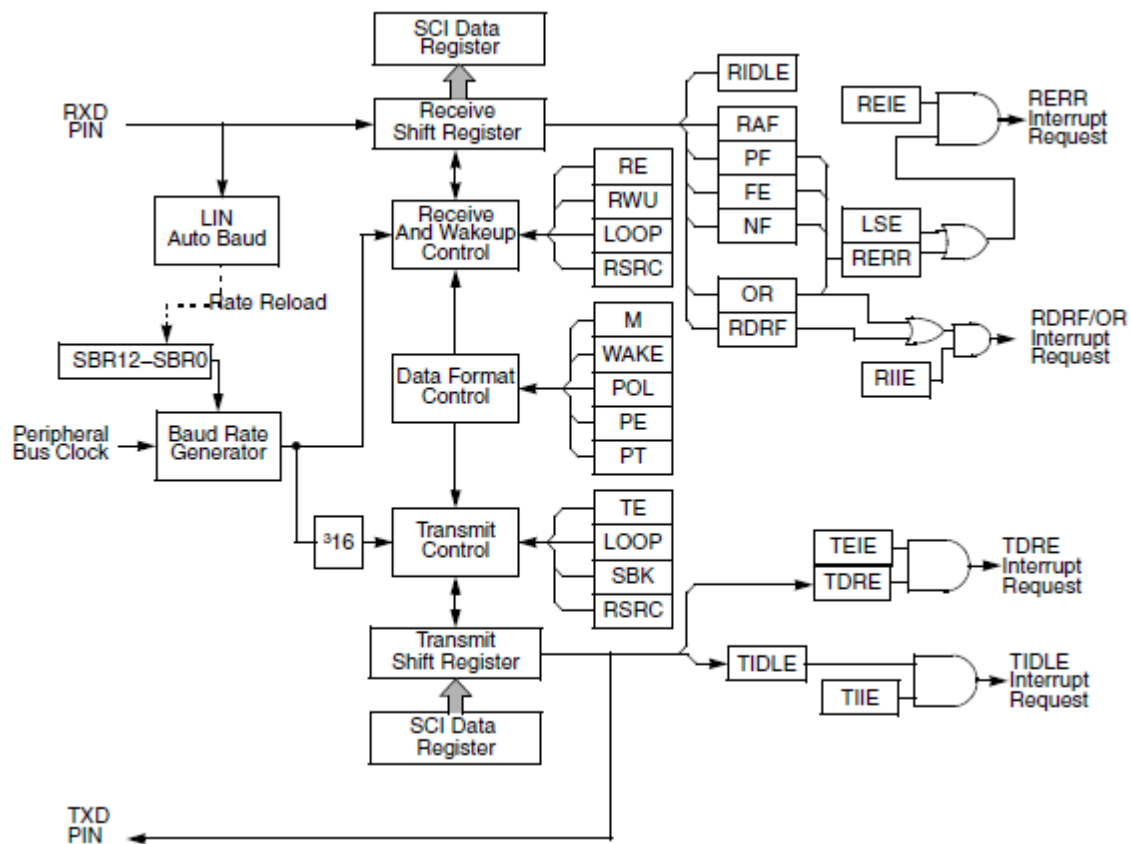 SCI Data
Register
RXD
PIN
Receive
Shift Register
RIDLE
RAF
PF
FE
NF
OR
RDRF
REIE
RERR
Interrupt
Request
LSE
RERR
RDRF/OR
Interrupt
Request
RIIE
LIN
Auto Baud
Rate Reload
SBR12–SBR0
Peripheral
Bus Clock
Baud Rate
Generator
Receive
And Wakeup
Control
RE
RWU
LOOP
RSRC
Data Format
Control
M
WAKE
POL
PE
PT
³16
Transmit
Control
TE
LOOP
SBK
RSRC
Transmit
Shift Register
SCI Data
Register
TEIE
TDRE
TDRE
Interrupt
Request
TIDLE
TIIE
TIDLE
Interrupt
Request
TXD
PIN